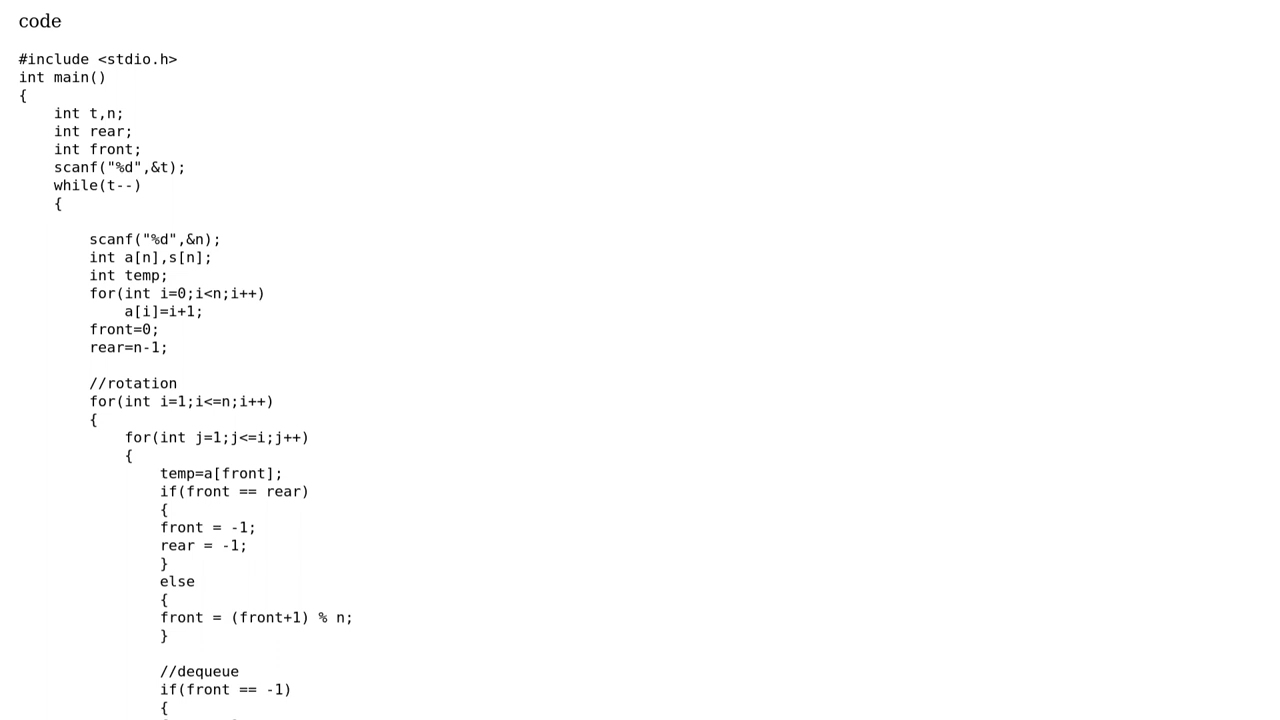 code
#include <stdio.h>
int main()
{
    int t,n;
    int rear;
    int front;
    scanf("%d",&t);
    while(t--)
    {
        scanf("%d",&n);
        int a[n],s[n];
        int temp;
        for(int i=0;i<n;i++)
            a[i]=i+1;
        front=0;
        rear=n-1;
        //rotation
        for(int i=1;i<=n;i++)
        {
            for(int j=1;j<=i;j++)
            {
                temp=a[front];
                if(front == rear)
                {
                front = -1;
                rear = -1;
                }
                else
                {
                front = (front+1) % n;
                }
                //dequeue
                if(front == -1)
                {